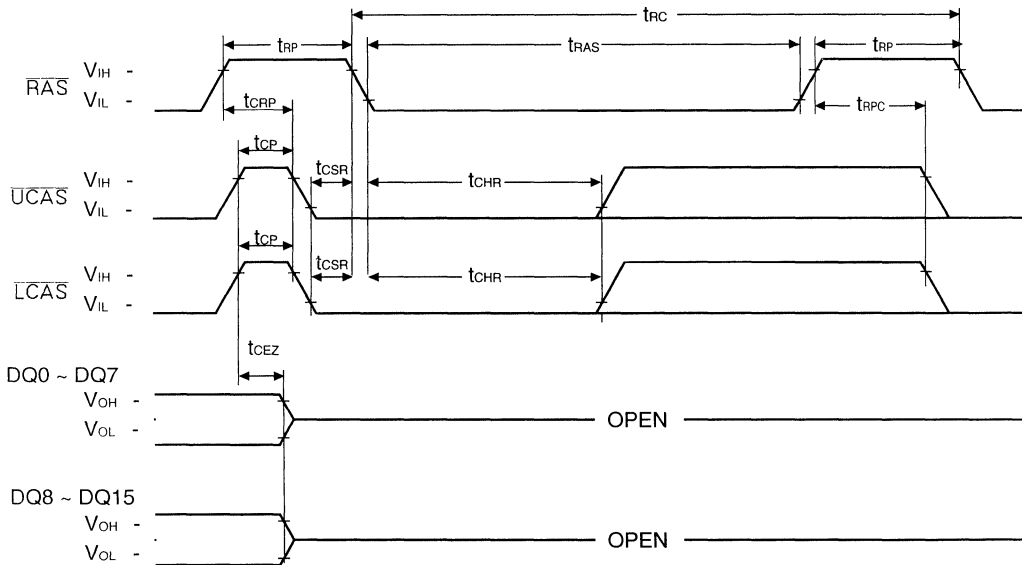 tRC
tRP tRAS tRP
RAS VIH -
VIL -
tCRP tRPC
tCP
tCSR tCHR
UCAS VIH -
VIL -
tCP
tCSR tCHR
LCAS VIH -
VIL -
tCEZ
DQ0 ~ DQ7
VOH -
VOL -
OPEN
DQ8 ~ DQ15
VOH -
VOL -
OPEN